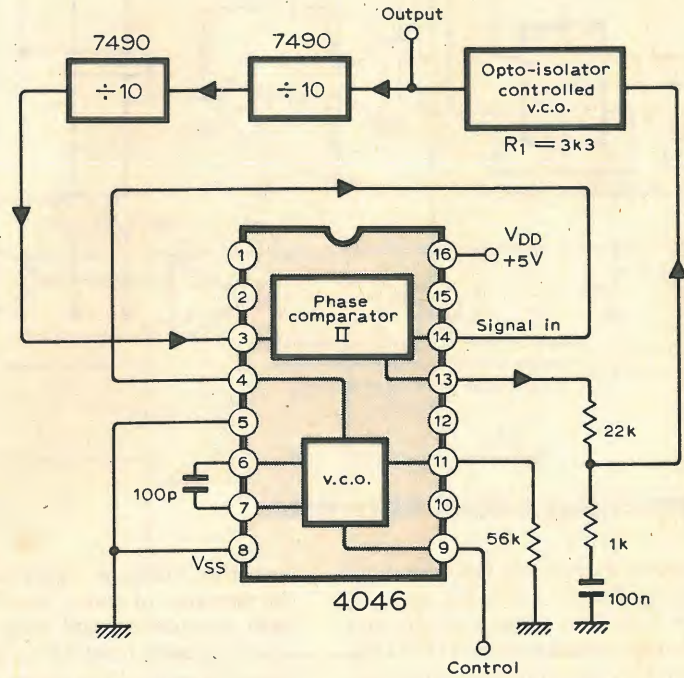 Output
7490
7490
÷10
÷10
Opto-isolator
controlled
v.c.o.
R₁ = 3k3
1
2
3
4
5
6
7
8
16
15
14
13
12
11
10
9
V_DD
+5V
Phase
comparator
II
Signal in
22k
v.c.o.
100p
56k
1k
100n
V_SS
4046
Control